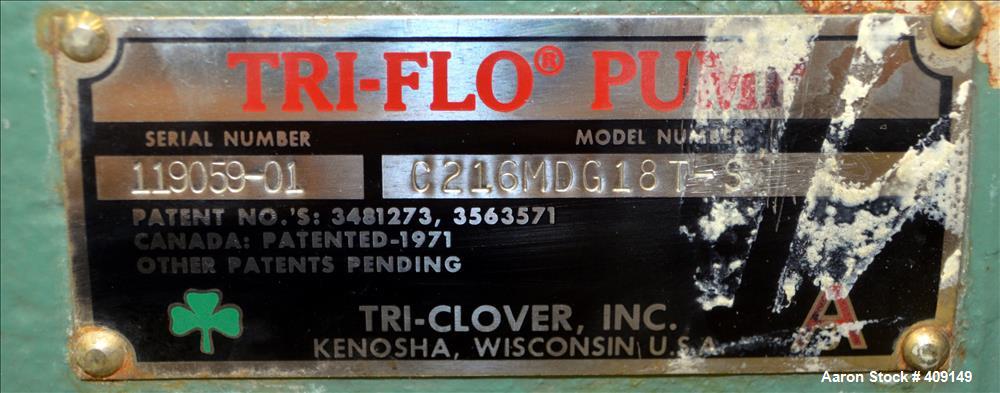 TRI-FLO® PUMP
SERIAL NUMBER MODEL NUMBER
119059-01 C216MDG18T-S
PATENT NO.'S: 3481273, 3563571
CANADA: PATENTED-1971
OTHER PATENTS PENDING
TRI-CLOVER, INC.
KENOSHA, WISCONSIN U.S.A.
A
Aaron Stock # 409149